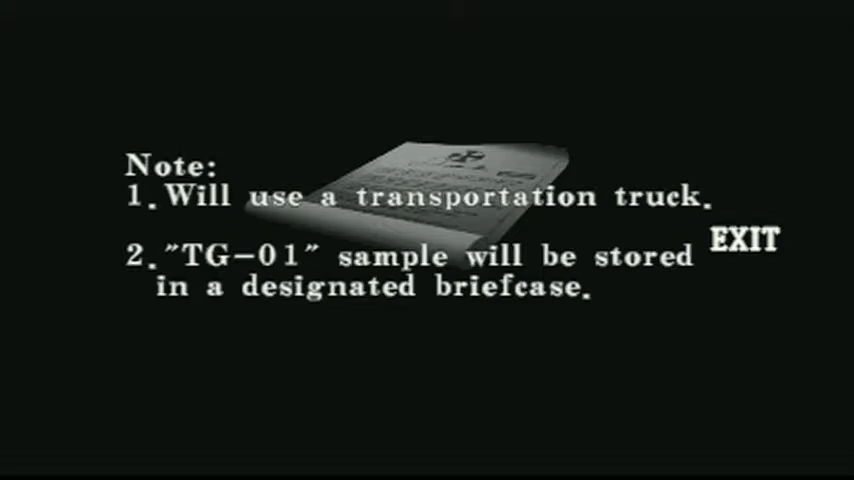 Note:
1.Will use a transportation truck.
2."TG-01" sample will be stored
in a designated briefcase.
EXIT